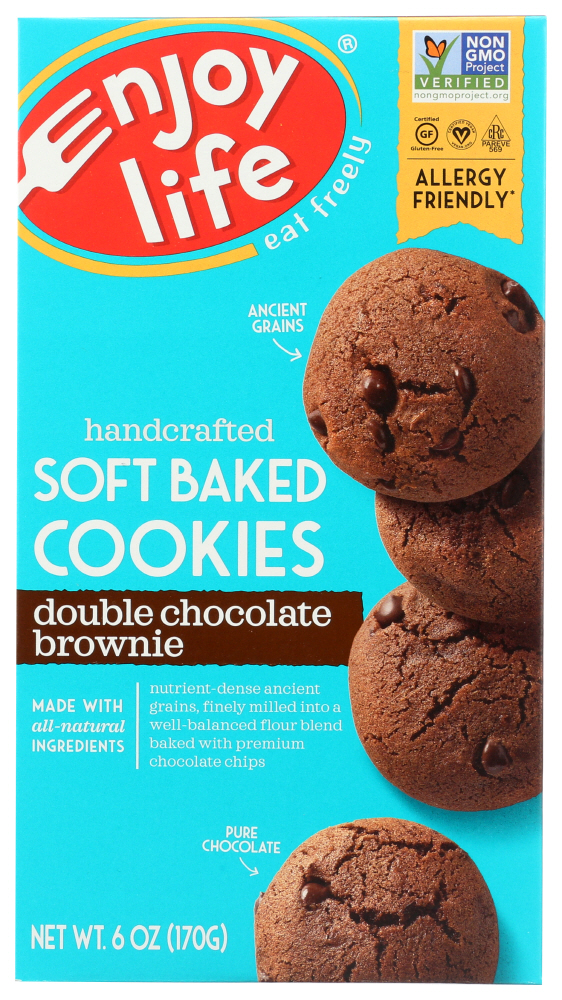 enjoy
life
®
eat freely
NON
GMO
Project
VERIFIED
nongmoproject.org
Certified
GF
Gluten-Free
CRC
PAREVE
569
ALLERGY
FRIENDLY*
ANCIENT
GRAINS
handcrafted
SOFT BAKED
COOKIES
double chocolate
brownie
MADE WITH
all-natural
INGREDIENTS
nutrient-dense ancient
grains, finely milled into a
well-balanced flour blend
baked with premium
chocolate chips
PURE
CHOCOLATE
NET WT. 6 OZ (170G)